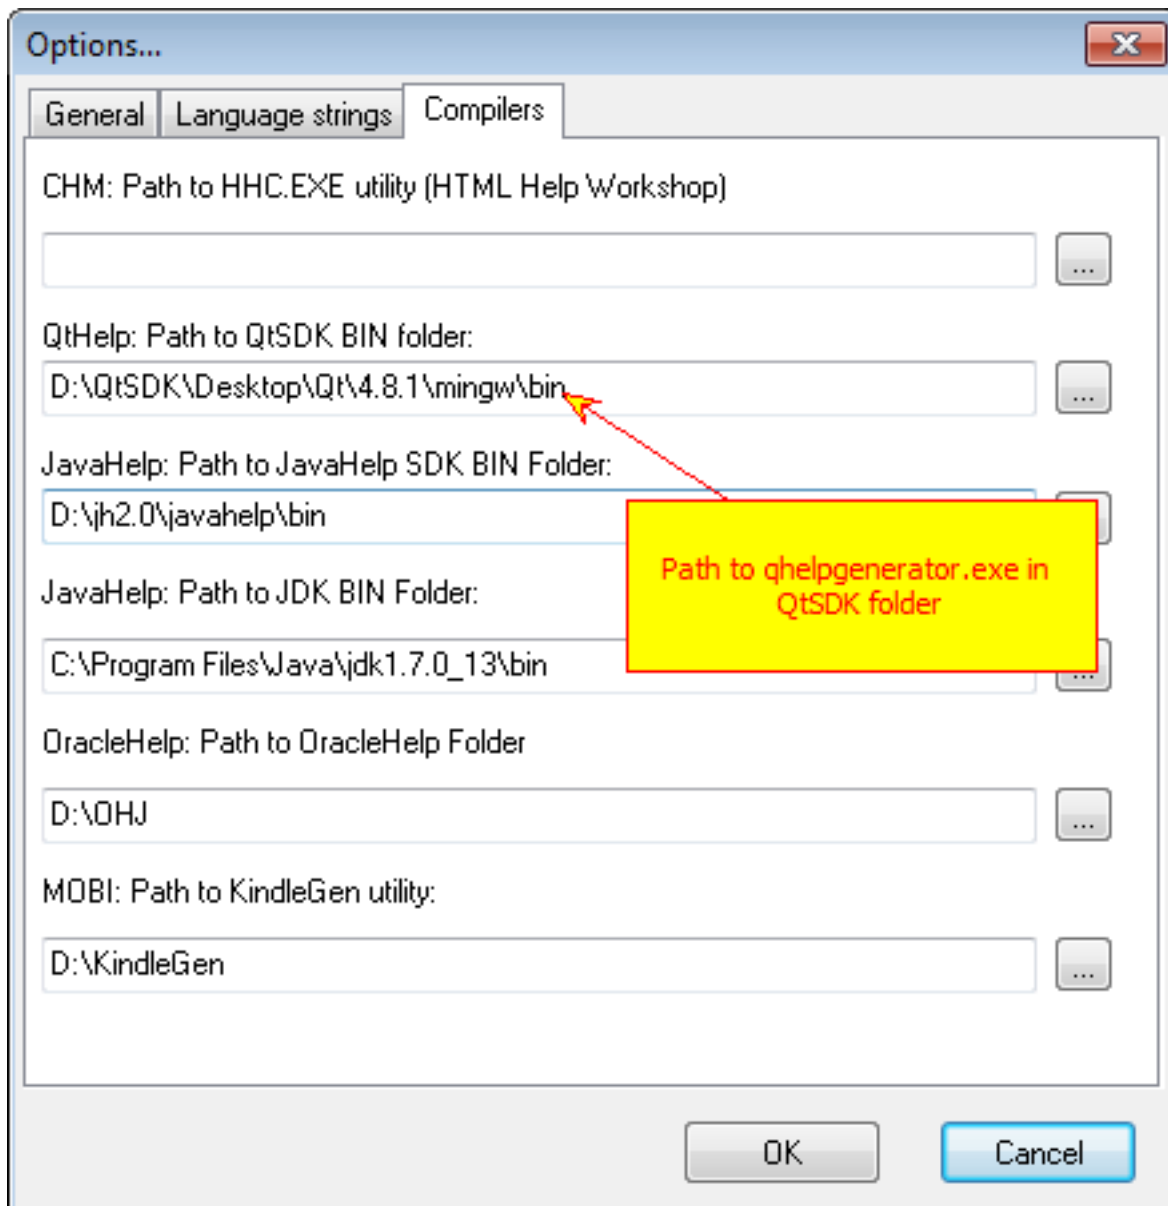 Options...
General Language strings Compilers
CHM: Path to HHC.EXE utility (HTML Help Workshop)
...
QtHelp: Path to QtSDK BIN folder:
D:\QtSDK\Desktop\Qt\4.8.1\mingw\bin
...
JavaHelp: Path to JavaHelp SDK BIN Folder:
D:\jh2.0\javahelp\bin
Path to qhelpgenerator.exe in
QtSDK folder
JavaHelp: Path to JDK BIN Folder:
C:\Program Files\Java\jdk1.7.0_13\bin
...
OracleHelp: Path to OracleHelp Folder
D:\OHJ
...
MOBI: Path to KindleGen utility:
D:\KindleGen
...
OK Cancel